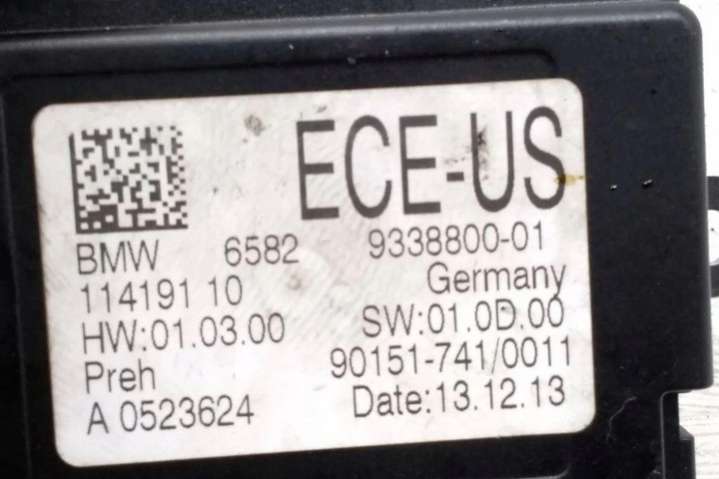 ECE-US
BMW 6582 9338800-01
114191 10 Germany
HW:01.03.00 SW:01.0D.00
Preh 90151-741/0011
A 0523624 Date:13.12.13